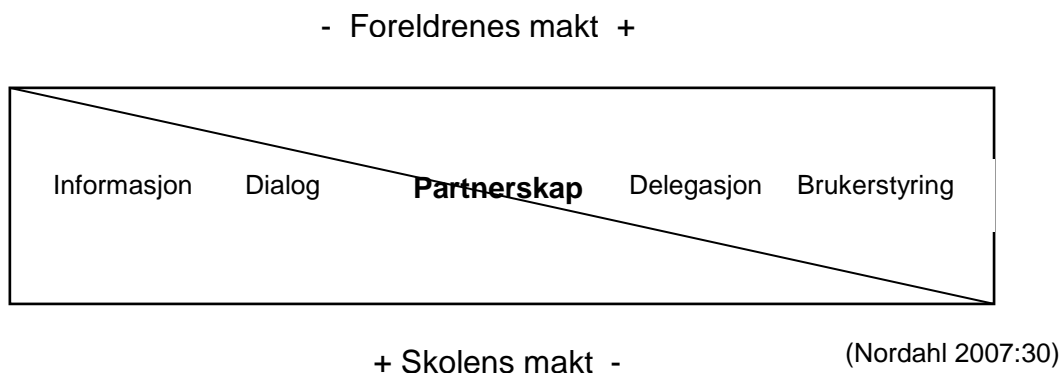 - Foreldrenes makt +
Informasjon Dialog Partnerskap Delegasjon Brukerstyring
+ Skolens makt -
(Nordahl 2007:30)